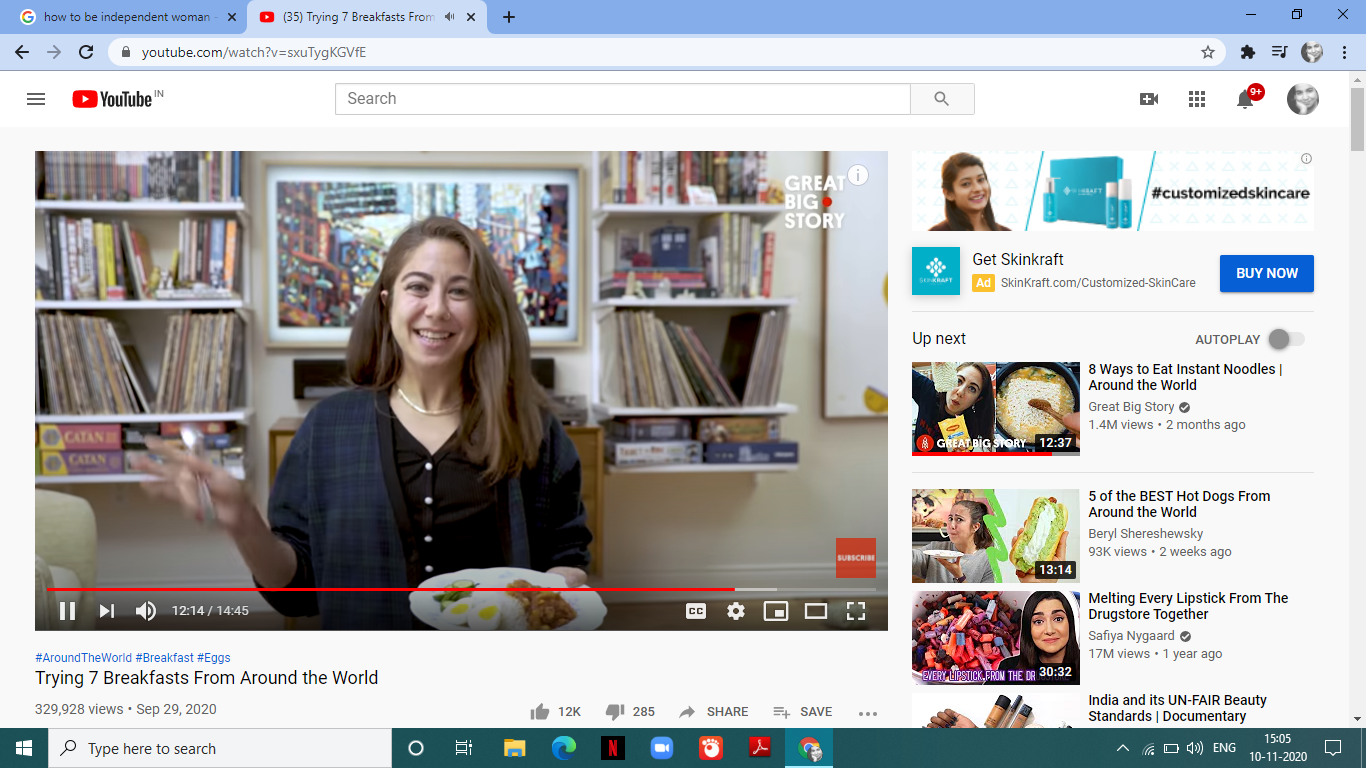 how to be independent woman -
(35) Trying 7 Breakfasts From
youtube.com/watch?v=sxuTygKGVfE
YouTube IN
Search
9+
GREAT
BIG
STORY
CATAN
CATAN
SUBSCRIBE
12:14 / 14:45
CC
#AroundTheWorld #Breakfast #Eggs
Trying 7 Breakfasts From Around the World
329,928 views • Sep 29, 2020
12K
285
SHARE
SAVE
SKINKRAFT
#customizedskincare
SKINKRAFT
Get Skinkraft
Ad SkinKraft.com/Customized-SkinCare
BUY NOW
Up next
AUTOPLAY
GREAT BIG STORY
12:37
8 Ways to Eat Instant Noodles |
Around the World
Great Big Story
1.4M views • 2 months ago
13:14
5 of the BEST Hot Dogs From
Around the World
Beryl Shereshewsky
93K views • 2 weeks ago
EVERY LIPSTICK FROM THE DR
30:32
Melting Every Lipstick From The
Drugstore Together
Safiya Nygaard
17M views • 1 year ago
India and its UN-FAIR Beauty
Standards | Documentary
Type here to search
ENG
15:05
10-11-2020